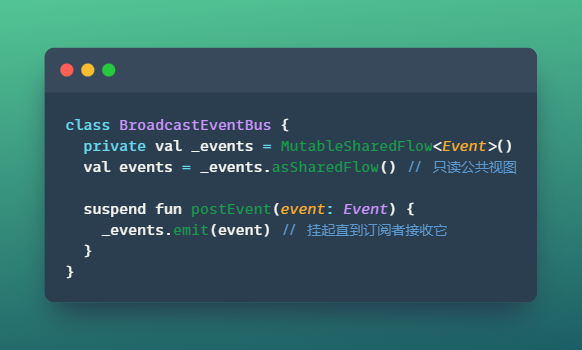 class BroadcastEventBus {
private val _events = MutableSharedFlow<Event>()
val events = _events.asSharedFlow() // 只读公共视图
suspend fun postEvent(event: Event) {
_events.emit(event) // 挂起直到订阅者接收它
}
}